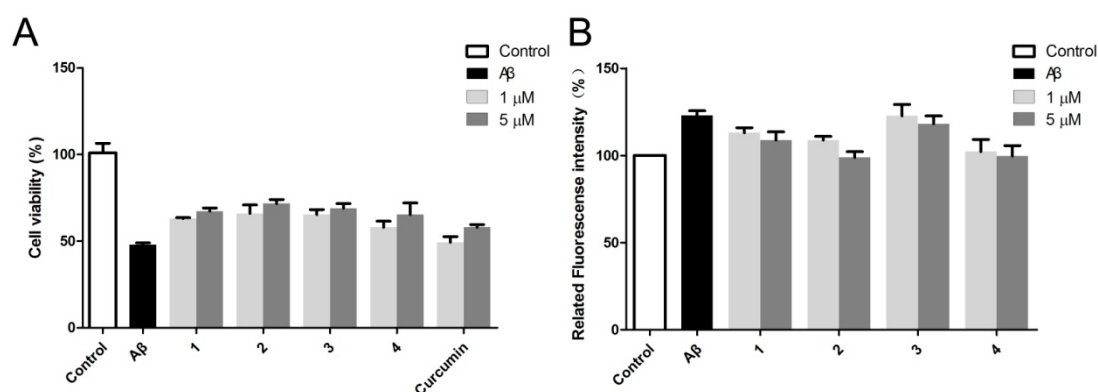 A
Control
Aβ
1 μM
5 μM
Cell viability (%)
150
100
50
0
Control
Aβ
1
2
3
4
Curcumin
B
Control
Aβ
1 μM
5 μM
Related Fluorescense intensity (%)
150
100
50
0
Control
Aβ
1
2
3
4